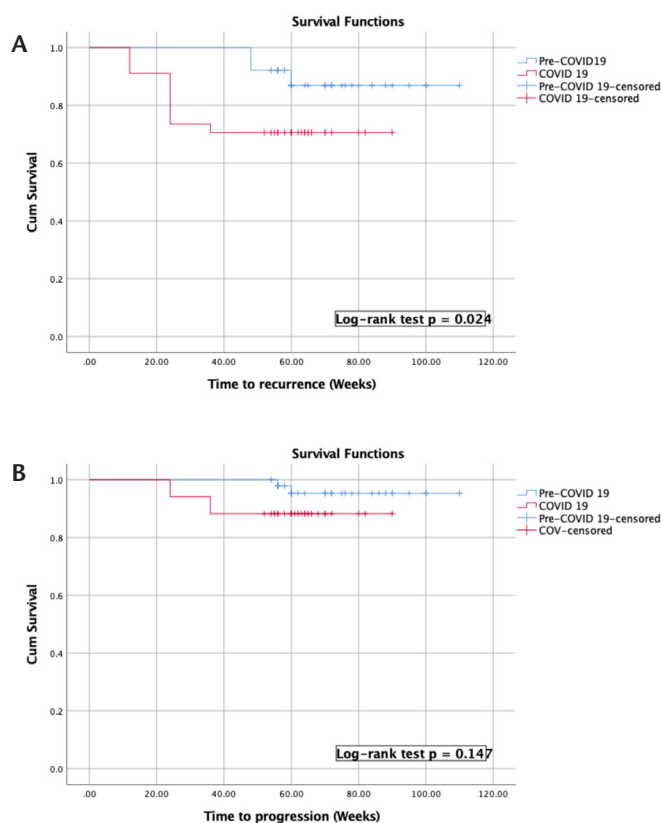 A
Survival Functions
Pre-COVID19
COVID 19
Pre-COVID 19-censored
COVID 19-censored
Cum Survival
1.0
0.8
0.6
0.4
0.2
0.0
Log-rank test p = 0.024
.00 20.00 40.00 60.00 80.00 100.00 120.00
Time to recurrence (Weeks)
B
Survival Functions
Pre-COVID 19
COVID 19
Pre-COVID 19-censored
COV-censored
Cum Survival
1.0
0.8
0.6
0.4
0.2
0.0
Log-rank test p = 0.147
.00 20.00 40.00 60.00 80.00 100.00 120.00
Time to progression (Weeks)